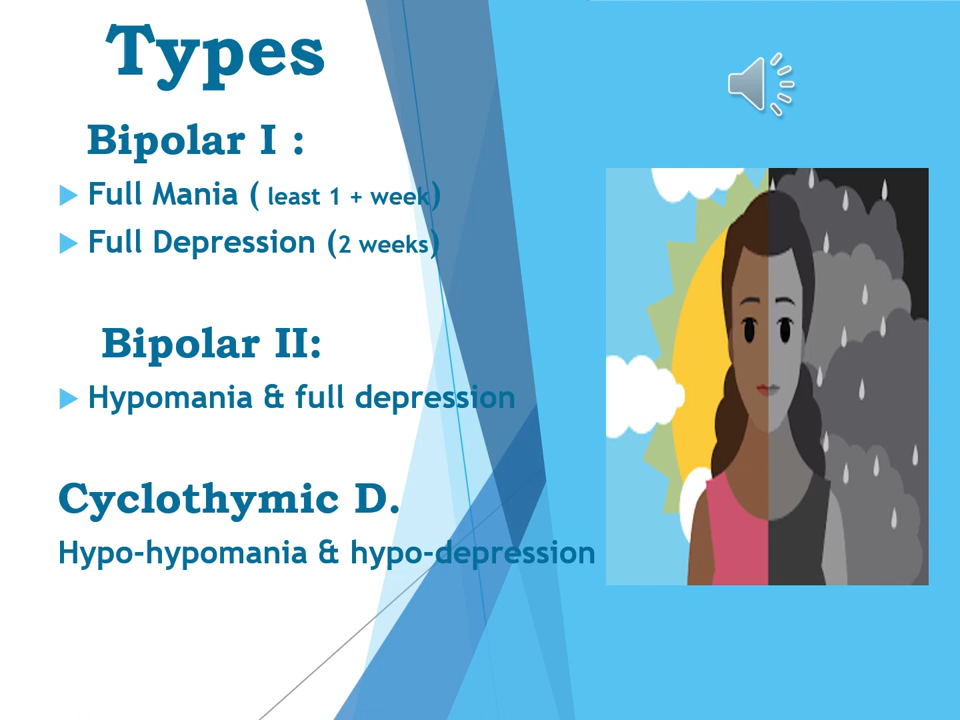 Types
Bipolar I :
Full Mania ( least 1 + week)
Full Depression (2 weeks)
Bipolar II:
Hypomania & full depression
Cyclothymic D.
Hypo-hypomania & hypo-depression